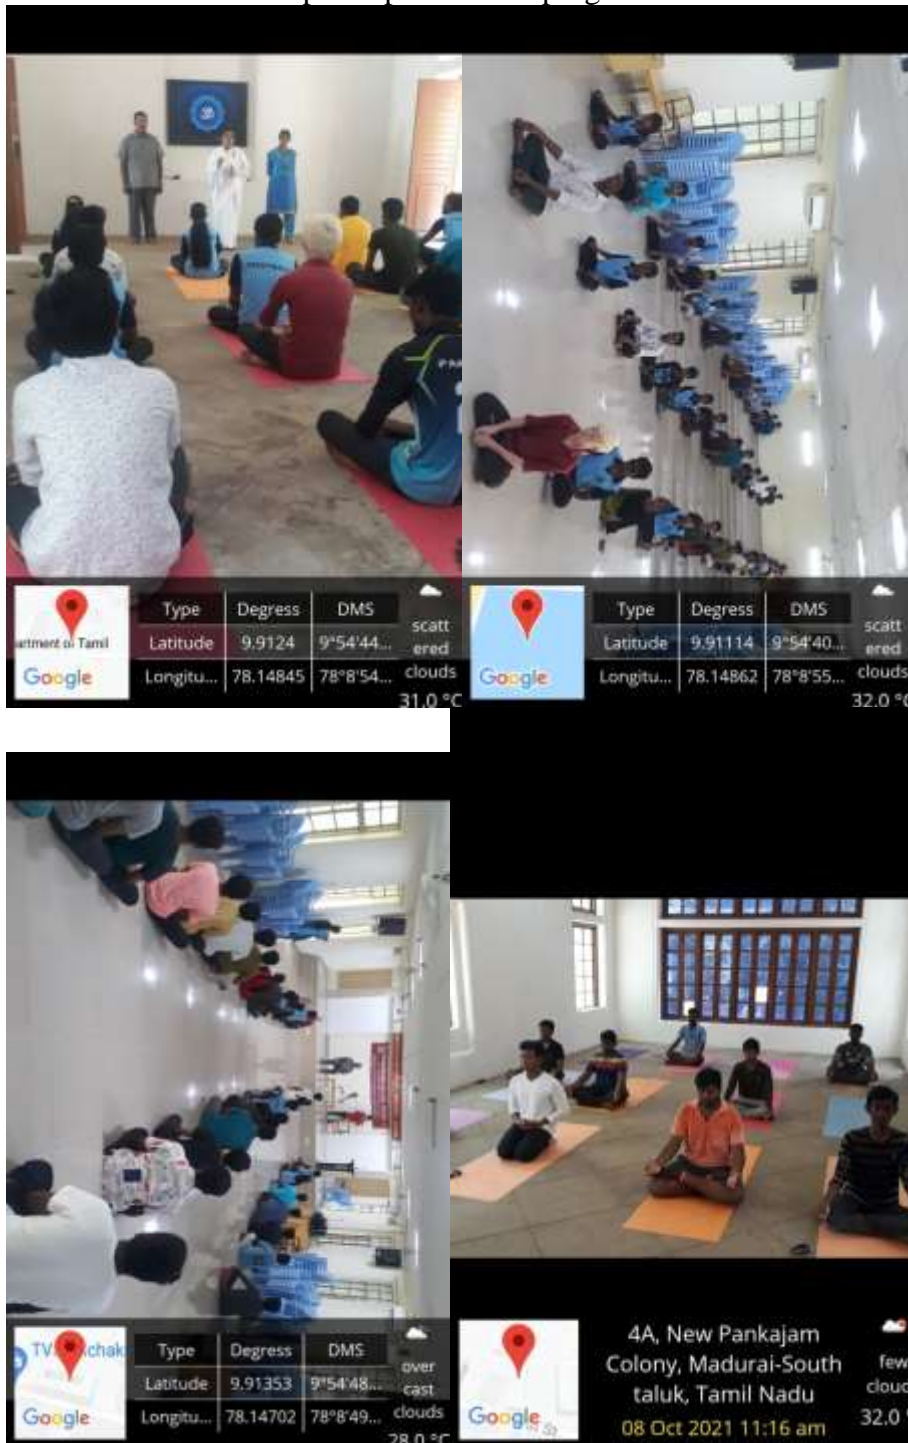 Type Degress DMS
Latitude 9.9124 9°54'44...
Longitu... 78.14845 78°8'54...
artment of Tamil
Google
scatt
ered
clouds
31.0 °C
Type Degress DMS
Latitude 9.91114 9°54'40...
Longitu... 78.14862 78°8'55...
Google
scatt
ered
clouds
32.0 °C
Type Degress DMS
Latitude 9.91353 9°54'48...
Longitu... 78.14702 78°8'49...
TV
Google
over
cast
clouds
28.0 °C
4A, New Pankajam
Colony, Madurai-South
taluk, Tamil Nadu
08 Oct 2021 11:16 am
Google
few
cloud
32.0 °